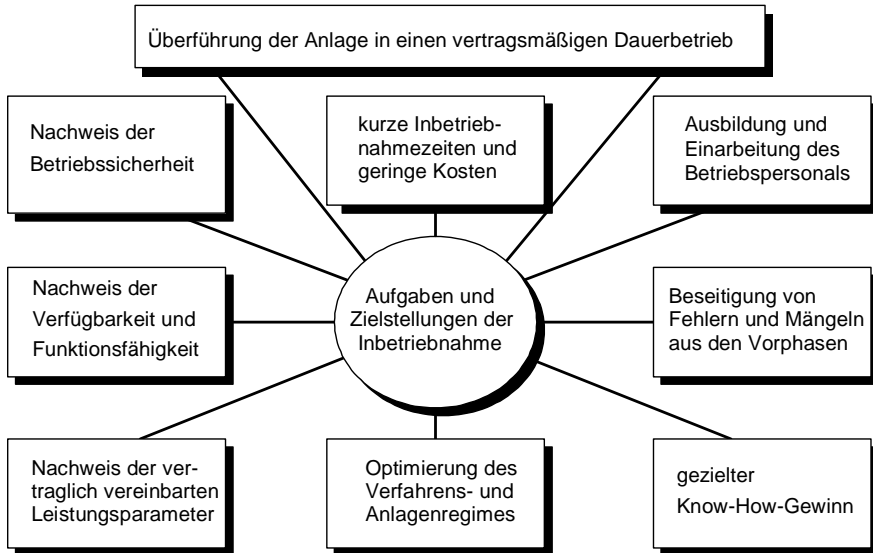 Überführung der Anlage in einen vertragsmäßigen Dauerbetrieb
Nachweis der
Betriebssicherheit
kurze Inbetrieb-
nahmezeiten und
geringe Kosten
Ausbildung und
Einarbeitung des
Betriebspersonals
Nachweis der
Verfügbarkeit und
Funktionsfähigkeit
Aufgaben und
Zielstellungen der
Inbetriebnahme
Beseitigung von
Fehlern und Mängeln
aus den Vorphasen
Nachweis der ver-
traglich vereinbarten
Leistungsparameter
Optimierung des
Verfahrens- und
Anlagenregimes
gezielter
Know-How-Gewinn